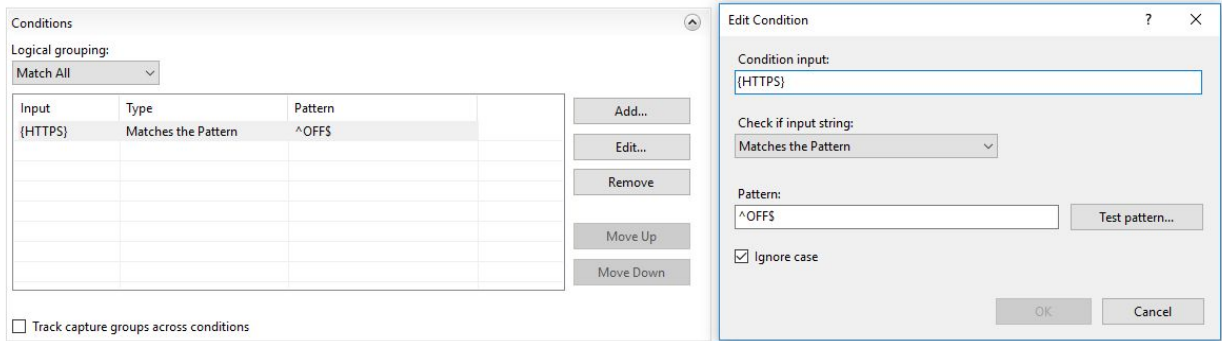 Conditions
Logical grouping:
Match All
Input Type Pattern
{HTTPS} Matches the Pattern ^OFF$
Add...
Edit...
Remove
Move Up
Move Down
Track capture groups across conditions
Edit Condition ? X
Condition input:
{HTTPS}
Check if input string:
Matches the Pattern
Pattern:
^OFF$
Test pattern...
Ignore case
OK Cancel